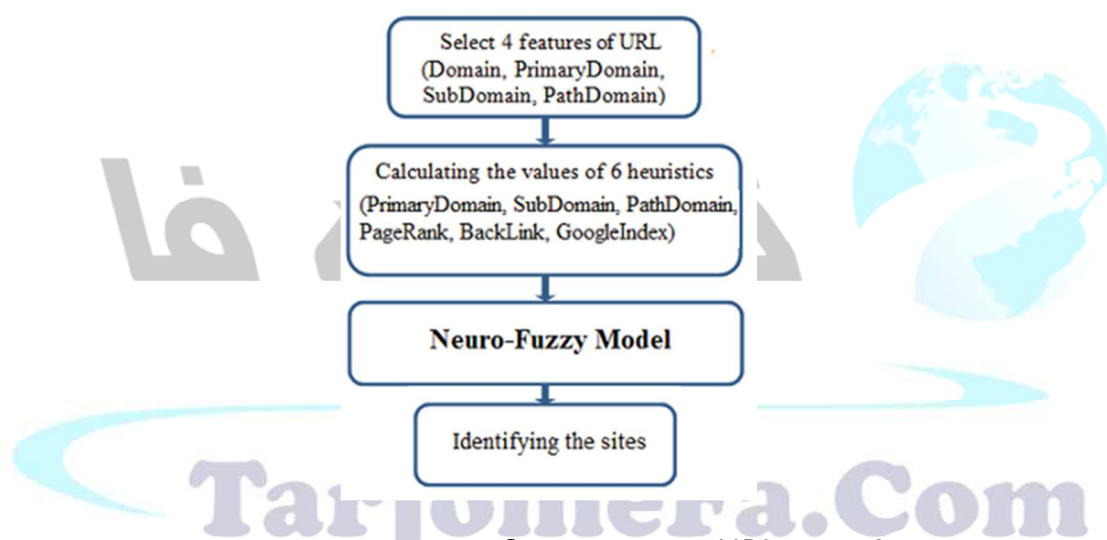 Select 4 features of URL
(Domain, PrimaryDomain,
SubDomain, PathDomain)
Calculating the values of 6 heuristics
(PrimaryDomain, SubDomain, PathDomain,
PageRank, BackLink, GoogleIndex)
Neuro-Fuzzy Model
Identifying the sites
Tarjomefa.Com